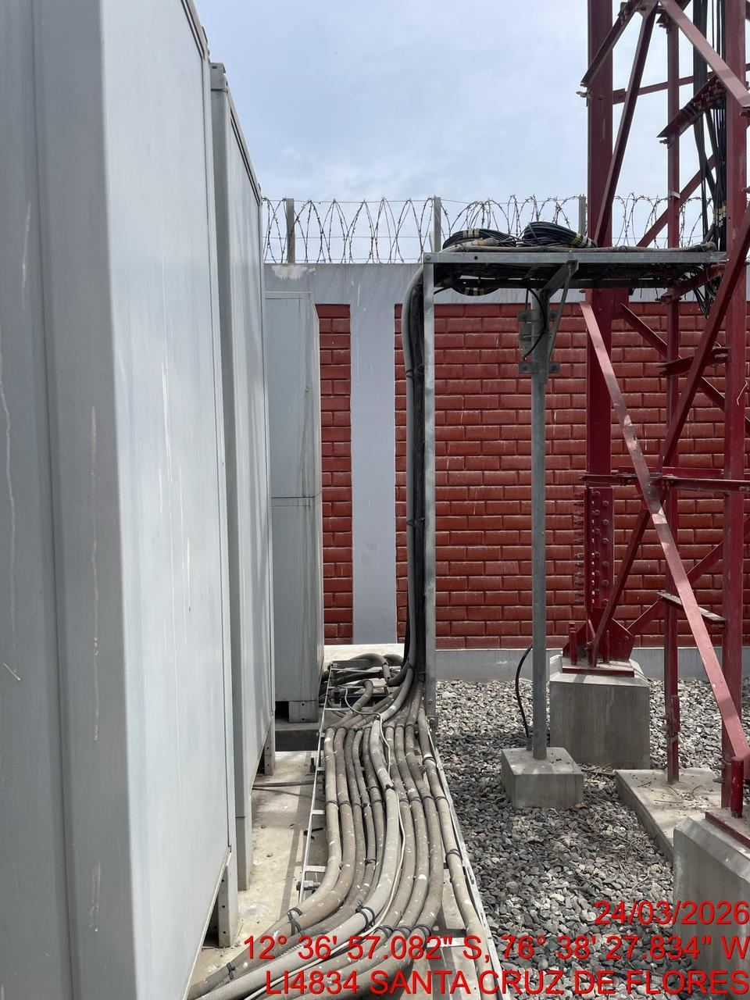 24/03/2026
12° 36' 57.082" S, 76° 38' 27.834" W
LI4834 SANTA CRUZ DE FLORES